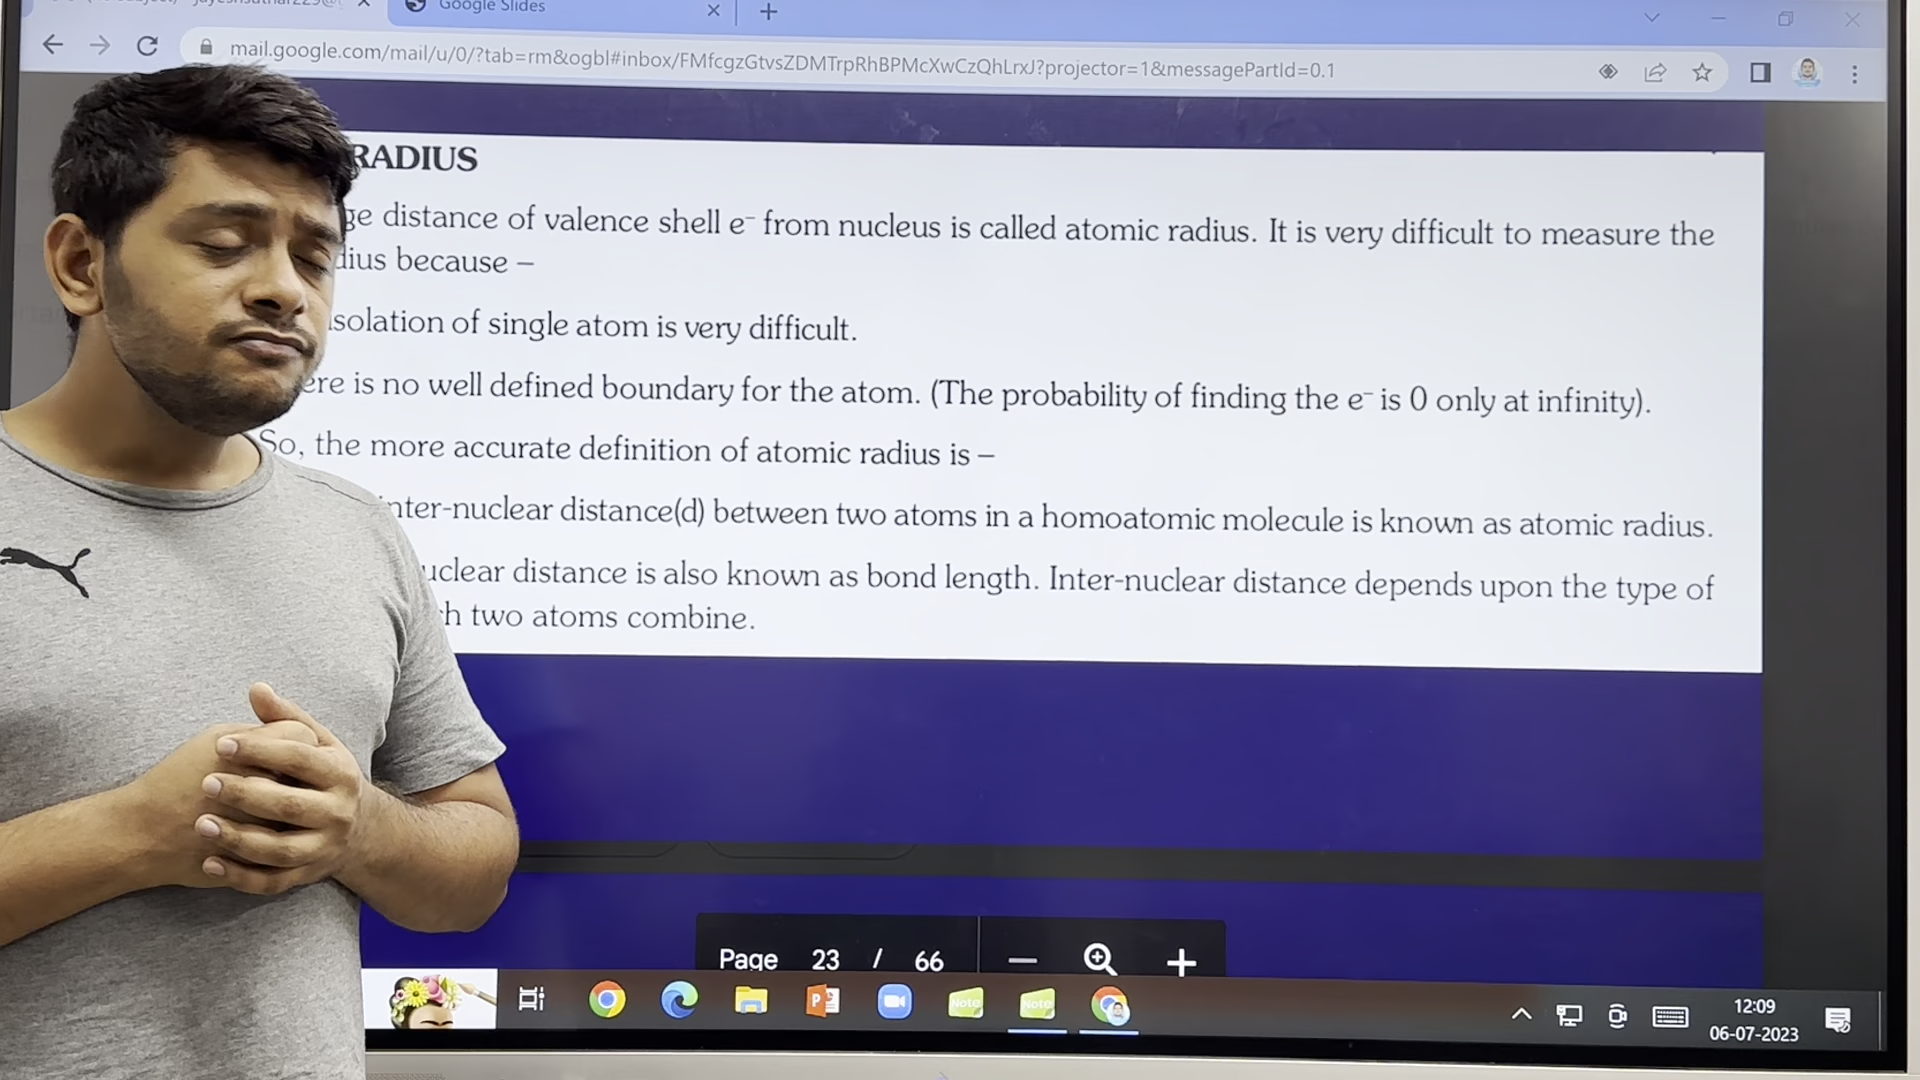 Google Slides
mail.google.com/mail/u/0/?tab=rm&ogbl#inbox/FMfcgzGtvsZDMTrpRhBPMcXwCzQhLrxJ?projector=1&messagePartId=0.1
RADIUS
distance of valence shell e⁻ from nucleus is called atomic radius. It is very difficult to measure the
because –
solation of single atom is very difficult.
ere is no well defined boundary for the atom. (The probability of finding the e⁻ is 0 only at infinity).
So, the more accurate definition of atomic radius is –
nter-nuclear distance(d) between two atoms in a homoatomic molecule is known as atomic radius.
uclear distance is also known as bond length. Inter-nuclear distance depends upon the type of
h two atoms combine.
Page 23 / 66
Note
Note
12:09
06-07-2023